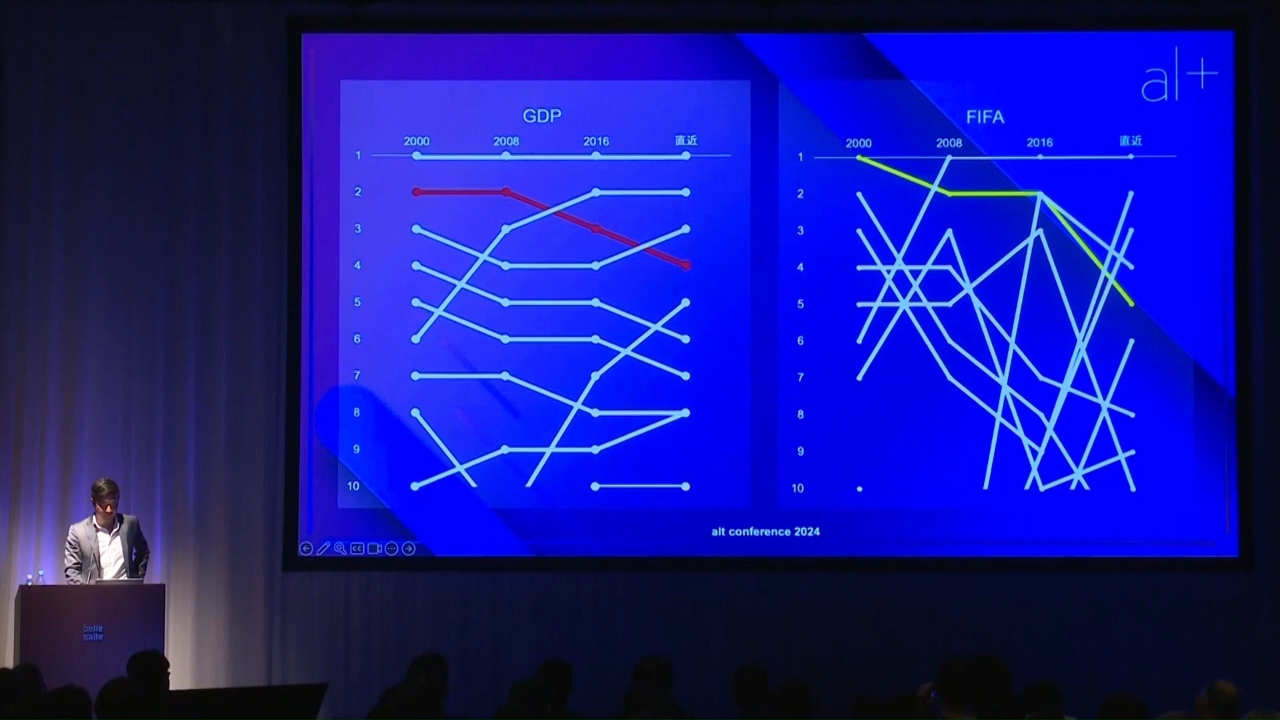 al+
GDP
FIFA
2000 2008 2016 直近
2000 2008 2016 直近
1
2
3
4
5
6
7
8
9
10
1
2
3
4
5
6
7
8
9
10
alt conference 2024
CC
belle
salle